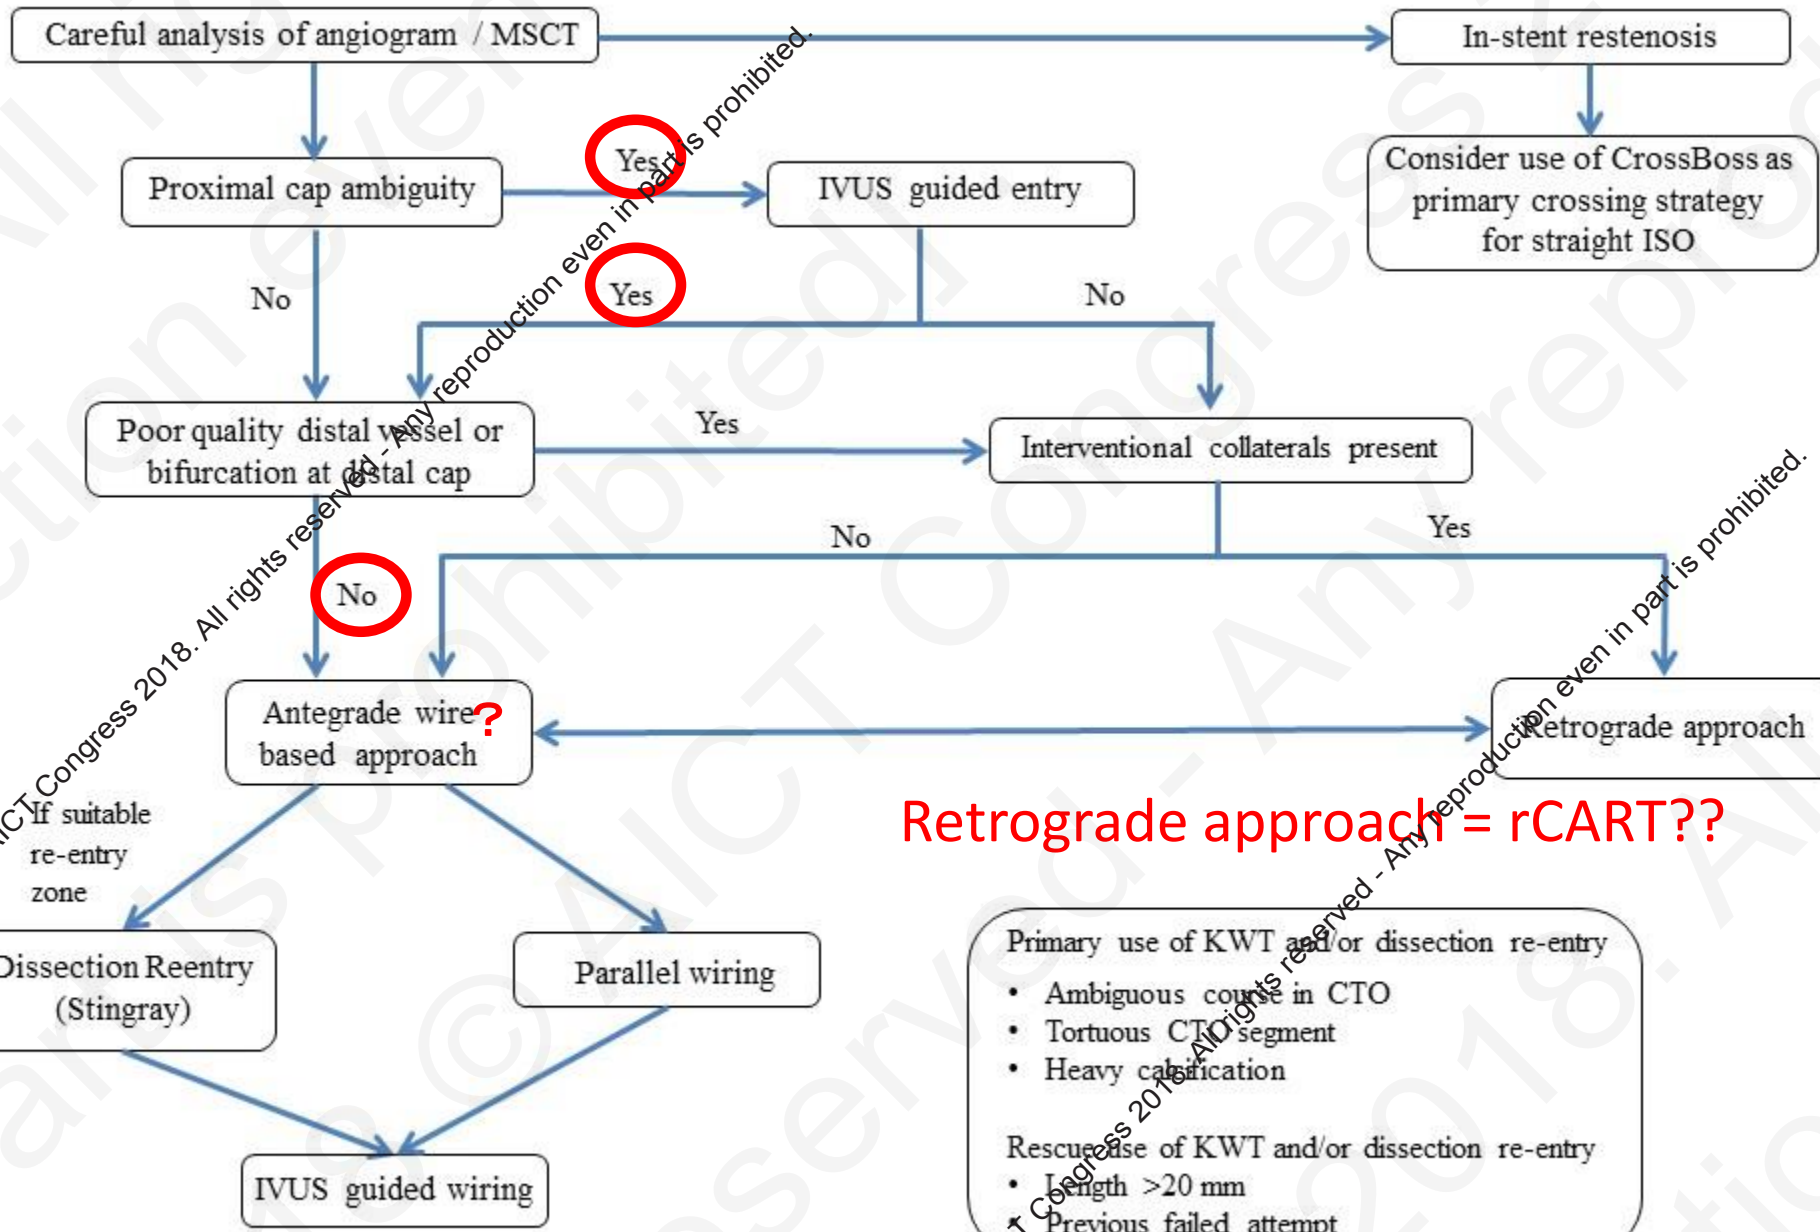 Careful analysis of angiogram / MSCT
In-stent restenosis
Proximal cap ambiguity
Yes
IVUS guided entry
Consider use of CrossBoss as
primary crossing strategy
for straight ISO
No
Yes
No
Poor quality distal vessel or
bifurcation at distal cap
Yes
Interventional collaterals present
No
No
Yes
Antegrade wire ?
based approach
Retrograde approach
Retrograde approach = rCART??
If suitable
re-entry
zone
Dissection Reentry
(Stingray)
Parallel wiring
IVUS guided wiring
Primary use of KWT and/or dissection re-entry
• Ambiguous course in CTO
• Tortuous CTO segment
• Heavy calsification
Rescue use of KWT and/or dissection re-entry
• Length >20 mm
• Previous failed attempt
AICT Congress 2018. All rights reserved - Any reproduction even in part is prohibited.
T Congress 2018. All rights reserved - Any reproduction even in part is prohibited.